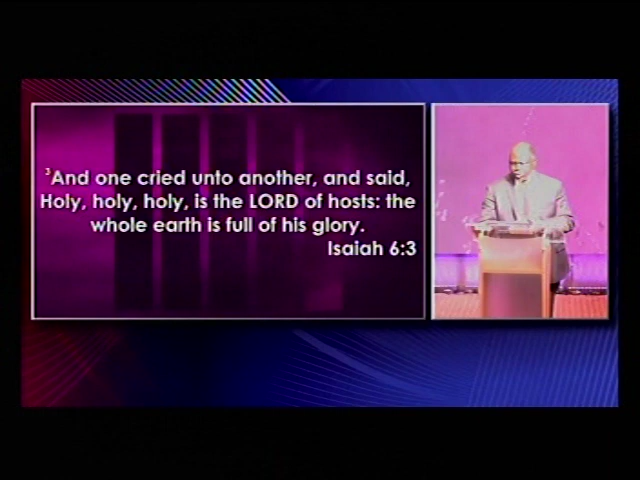 ³And one cried unto another, and said,
Holy, holy, holy, is the LORD of hosts: the
whole earth is full of his glory.
Isaiah 6:3